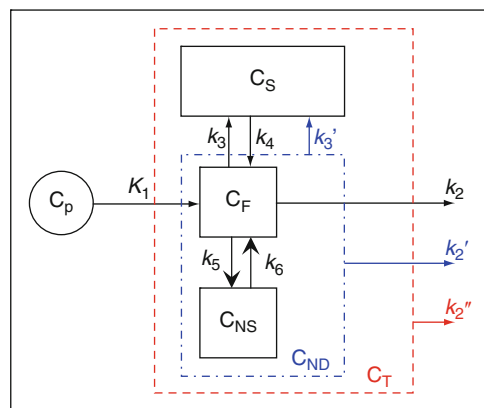 C_S
k_3 k_4 k_3'
C_p K_1 C_F k_2
k_5 k_6 k_2'
C_NS C_ND k_2"
C_T